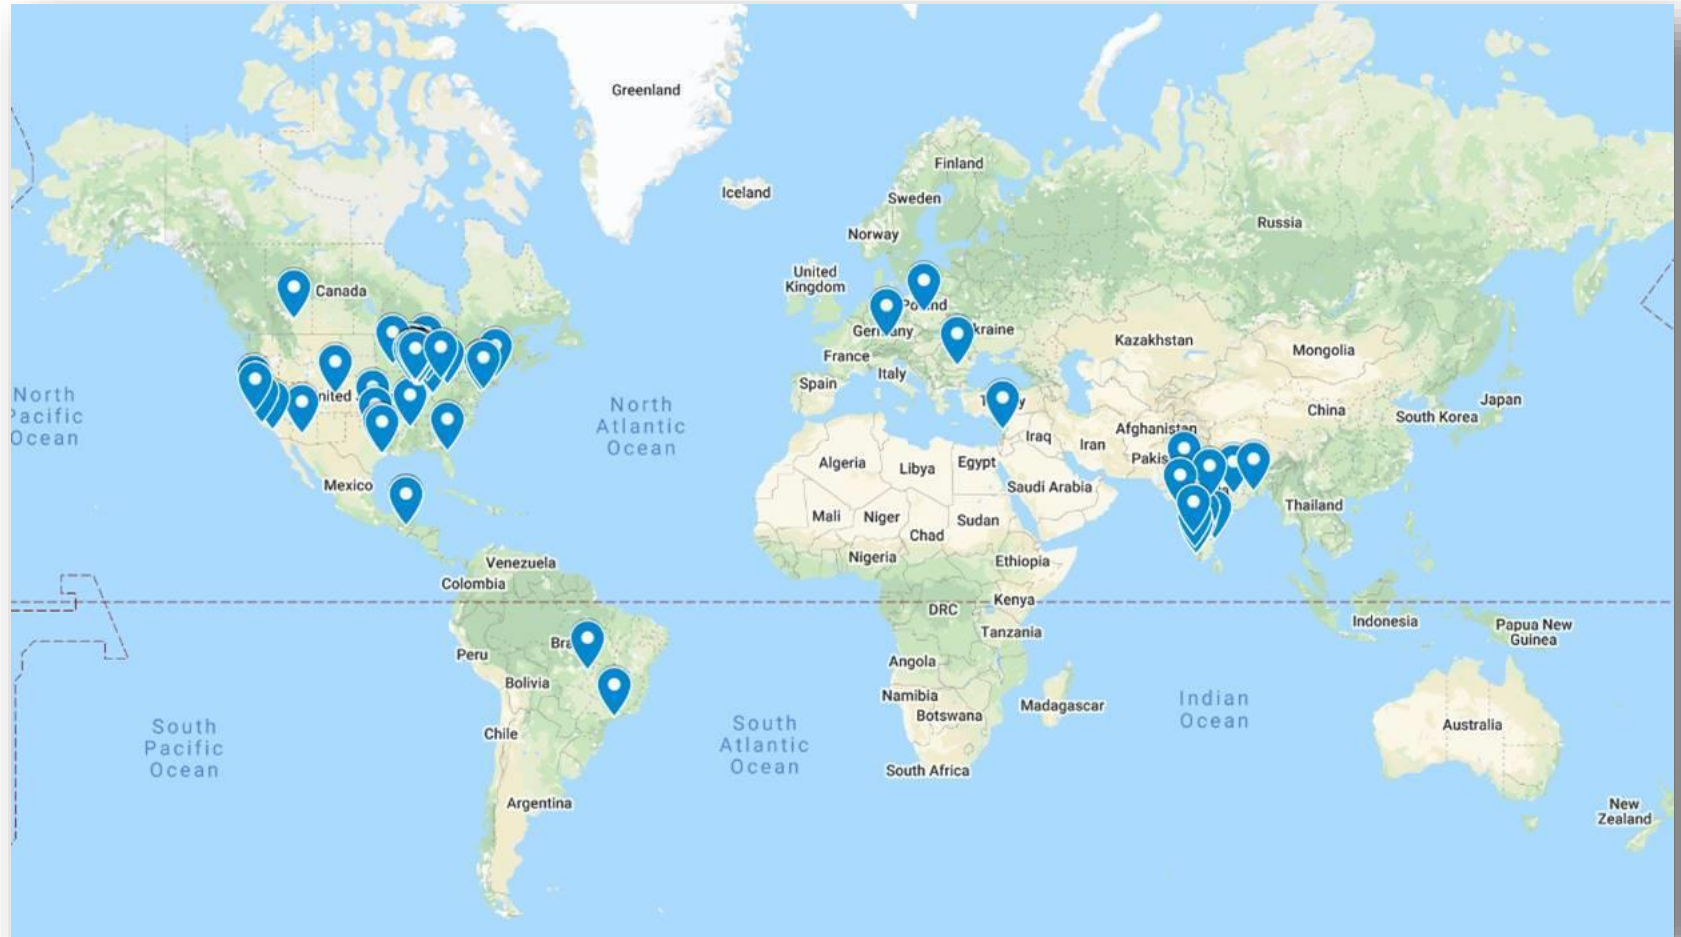 Greenland
Iceland
Finland
Sweden
Norway
Russia
United
Kingdom
Canada
Germany
Kazakhstan
Mongolia
France
Italy
Spain
North
Pacific
Ocean
North
Atlantic
Ocean
China
South Korea
Japan
Afghanistan
Iraq
Iran
Algeria
Libya
Egypt
Saudi Arabia
Mexico
Mali
Niger
Chad
Sudan
Thailand
Nigeria
Ethiopia
Venezuela
Colombia
DRC
Kenya
Tanzania
Indonesia
Papua New
Guinea
Peru
Bolivia
Angola
Namibia
Botswana
Madagascar
Indian
Ocean
Australia
South
Pacific
Ocean
South
Atlantic
Ocean
Chile
South Africa
Argentina
New
Zealand